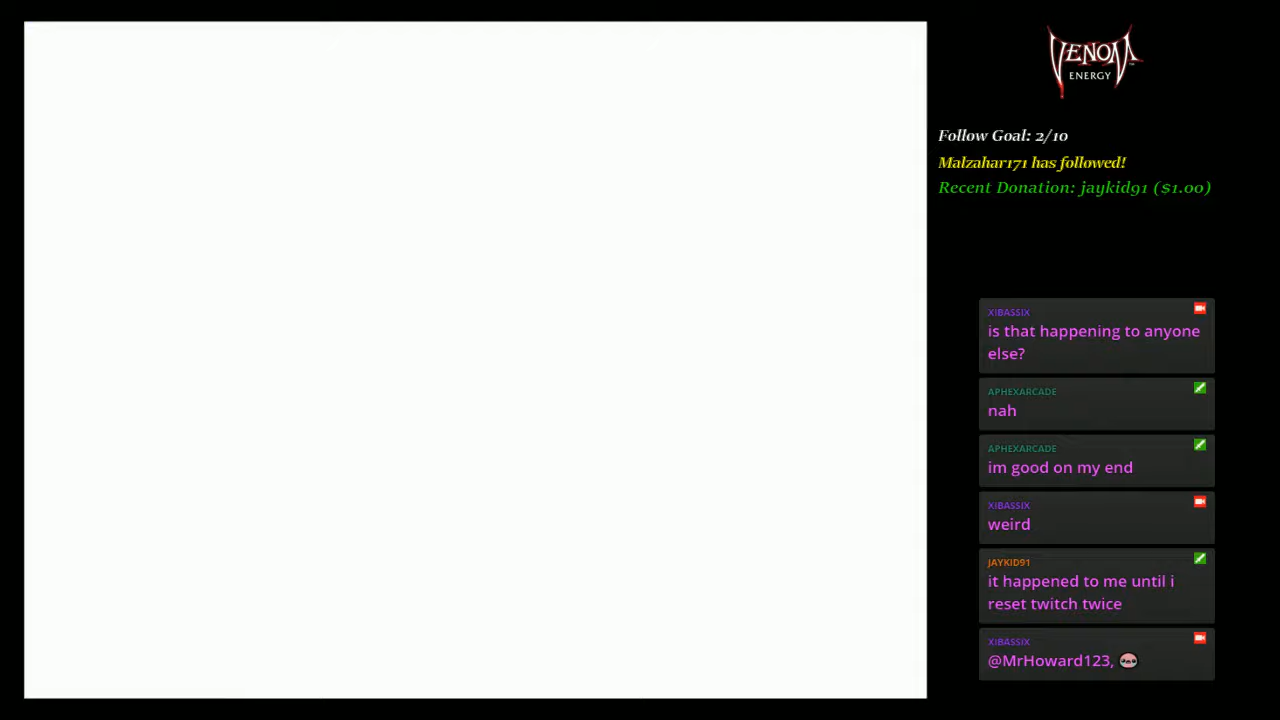 VENOM
ENERGY
Follow Goal: 2/10
Malzahar171 has followed!
Recent Donation: jaykid91 ($1.00)
XIBASSIX
is that happening to anyone
else?
APHEXARCADE
nah
APHEXARCADE
im good on my end
XIBASSIX
weird
JAYKID91
it happened to me until i
reset twitch twice
XIBASSIX
@MrHoward123,